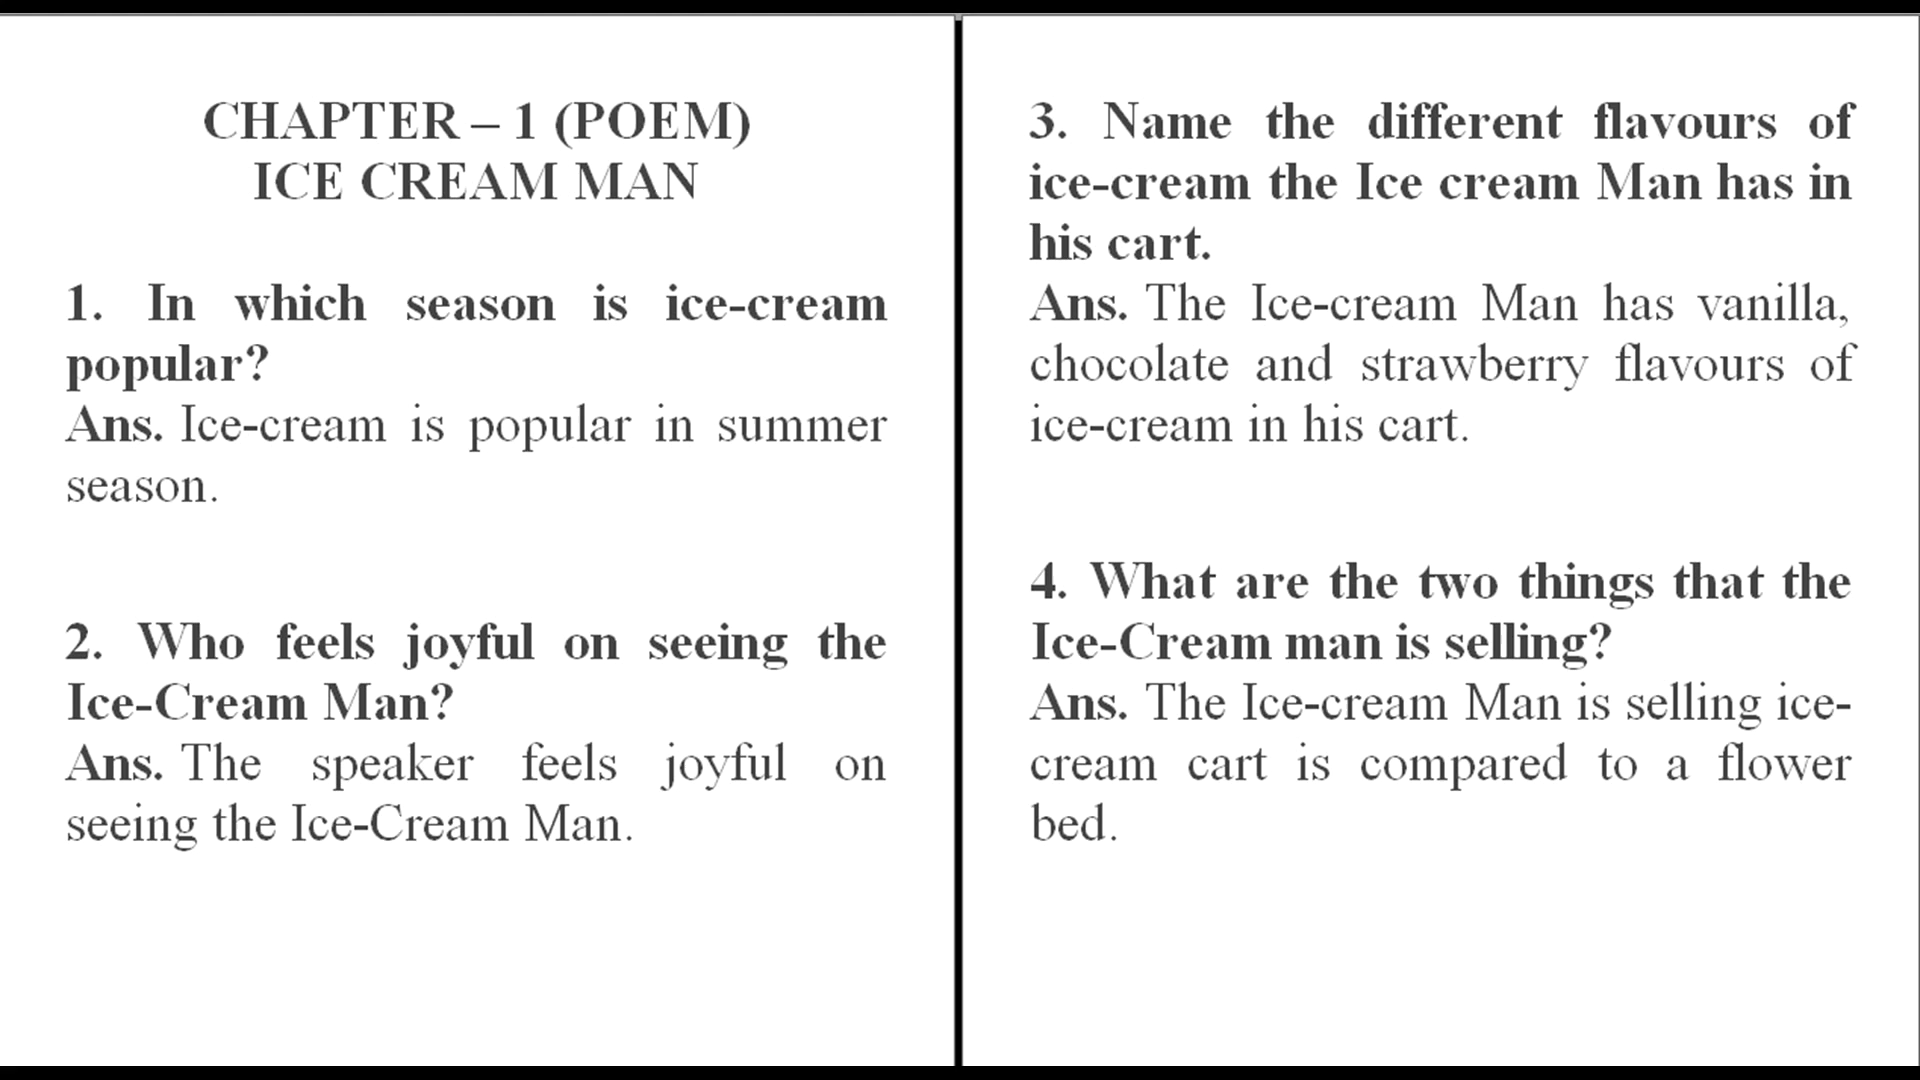 CHAPTER – 1 (POEM)
ICE CREAM MAN
1. In which season is ice-cream
popular?
Ans. Ice-cream is popular in summer
season.
2. Who feels joyful on seeing the
Ice-Cream Man?
Ans. The speaker feels joyful on
seeing the Ice-Cream Man.
3. Name the different flavours of
ice-cream the Ice cream Man has in
his cart.
Ans. The Ice-cream Man has vanilla,
chocolate and strawberry flavours of
ice-cream in his cart.
4. What are the two things that the
Ice-Cream man is selling?
Ans. The Ice-cream Man is selling ice-
cream cart is compared to a flower
bed.